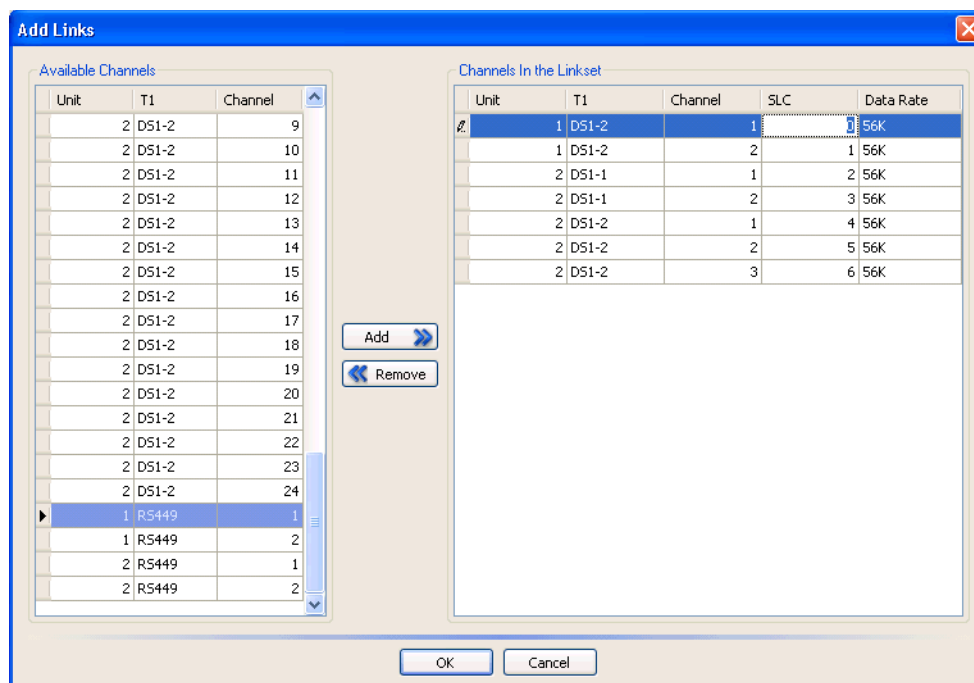 Add Links
Available Channels
Unit T1 Channel
2 DS1-2 9
2 DS1-2 10
2 DS1-2 11
2 DS1-2 12
2 DS1-2 13
2 DS1-2 14
2 DS1-2 15
2 DS1-2 16
2 DS1-2 17
2 DS1-2 18
2 DS1-2 19
2 DS1-2 20
2 DS1-2 21
2 DS1-2 22
2 DS1-2 23
2 DS1-2 24
1 RS449 1
1 RS449 2
2 RS449 1
2 RS449 2
Add
Remove
Channels In the Linkset
Unit T1 Channel SLC Data Rate
1 DS1-2 1 0 56K
1 DS1-2 2 1 56K
2 DS1-1 1 2 56K
2 DS1-1 2 3 56K
2 DS1-2 1 4 56K
2 DS1-2 2 5 56K
2 DS1-2 3 6 56K
OK
Cancel